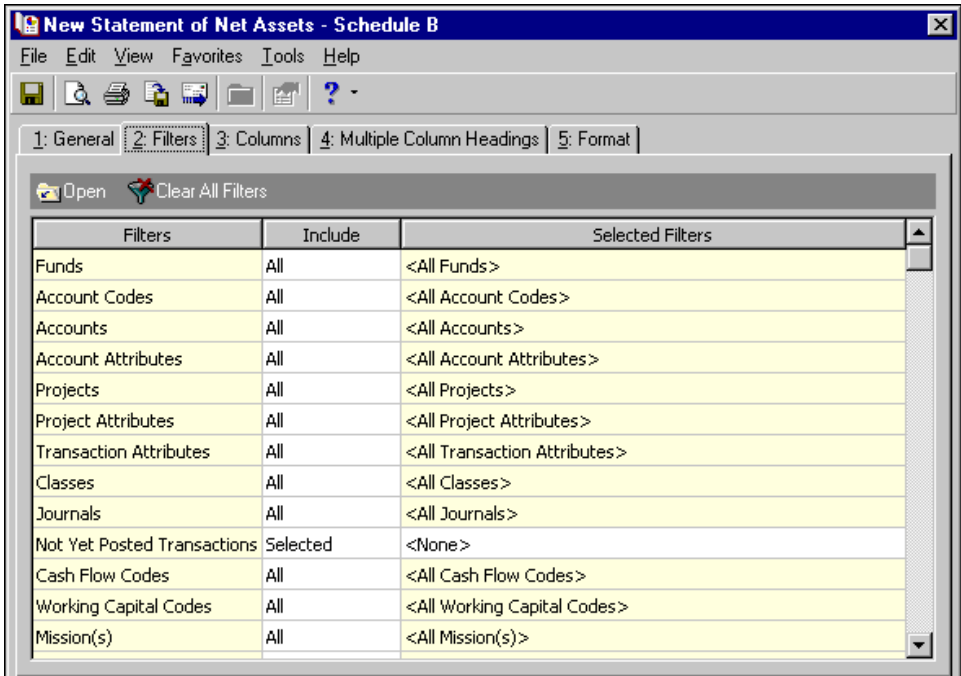 New Statement of Net Assets - Schedule B
File Edit View Favorites Tools Help
1: General 2: Filters 3: Columns 4: Multiple Column Headings 5: Format
Open Clear All Filters
Filters Include Selected Filters
Funds All <All Funds>
Account Codes All <All Account Codes>
Accounts All <All Accounts>
Account Attributes All <All Account Attributes>
Projects All <All Projects>
Project Attributes All <All Project Attributes>
Transaction Attributes All <All Transaction Attributes>
Classes All <All Classes>
Journals All <All Journals>
Not Yet Posted Transactions Selected <None>
Cash Flow Codes All <All Cash Flow Codes>
Working Capital Codes All <All Working Capital Codes>
Mission(s) All <All Mission(s)>